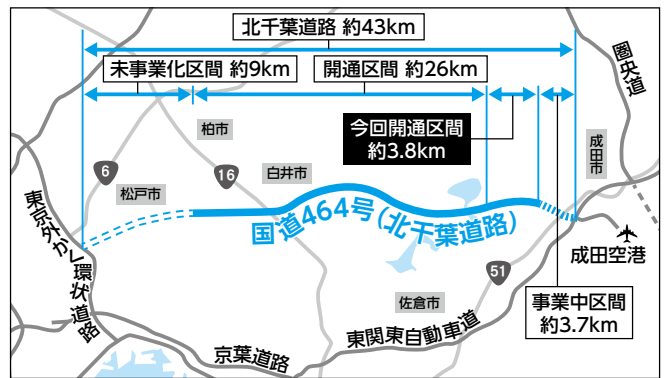 北千葉道路 約43km
未事業化区間 約9km
開通区間 約26km
今回開通区間
約3.8km
圏央道
柏市
成田市
6
16
白井市
松戸市
東京外かく環状道路
国道464号(北千葉道路)
成田空港
51
佐倉市
事業中区間
約3.7km
東関東自動車道
京葉道路